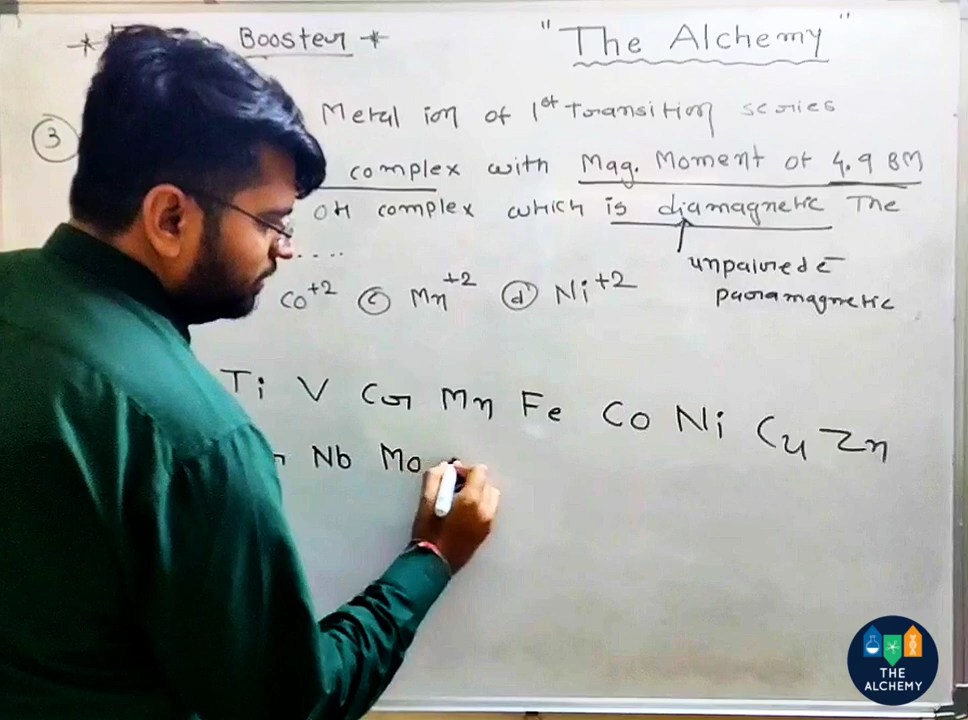 * Booster *
"The Alchemy"
③ Metal ion of 1st Transition series
complex with Mag. Moment of 4.9 BM
OH complex which is diamagnetic The
....
unpaired e-
paramagnetic
Co+2 ⓒ Mn+2 ⓓ Ni+2
Ti V Cr Mn Fe Co Ni Cu Zn
Nb Mo
THE
ALCHEMY